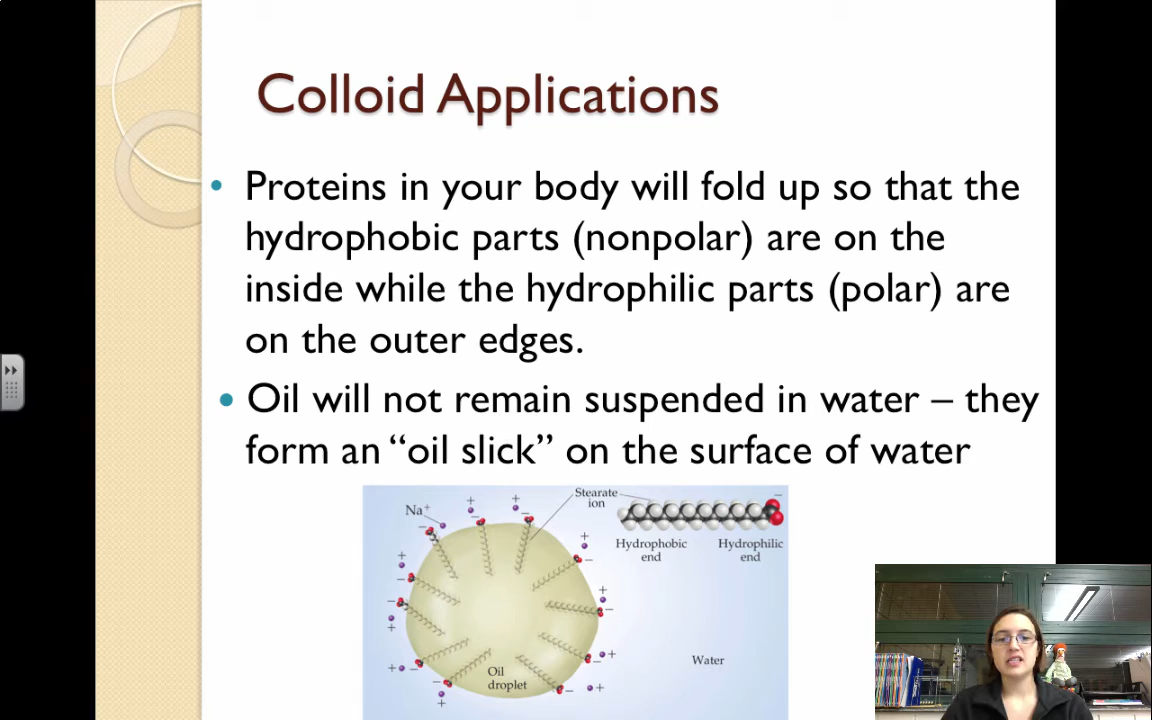 Colloid Applications
• Proteins in your body will fold up so that the
hydrophobic parts (nonpolar) are on the
inside while the hydrophilic parts (polar) are
on the outer edges.
• Oil will not remain suspended in water – they
form an “oil slick” on the surface of water
Na+
Stearate
ion
Hydrophobic
end
Hydrophilic
end
Oil
droplet
Water